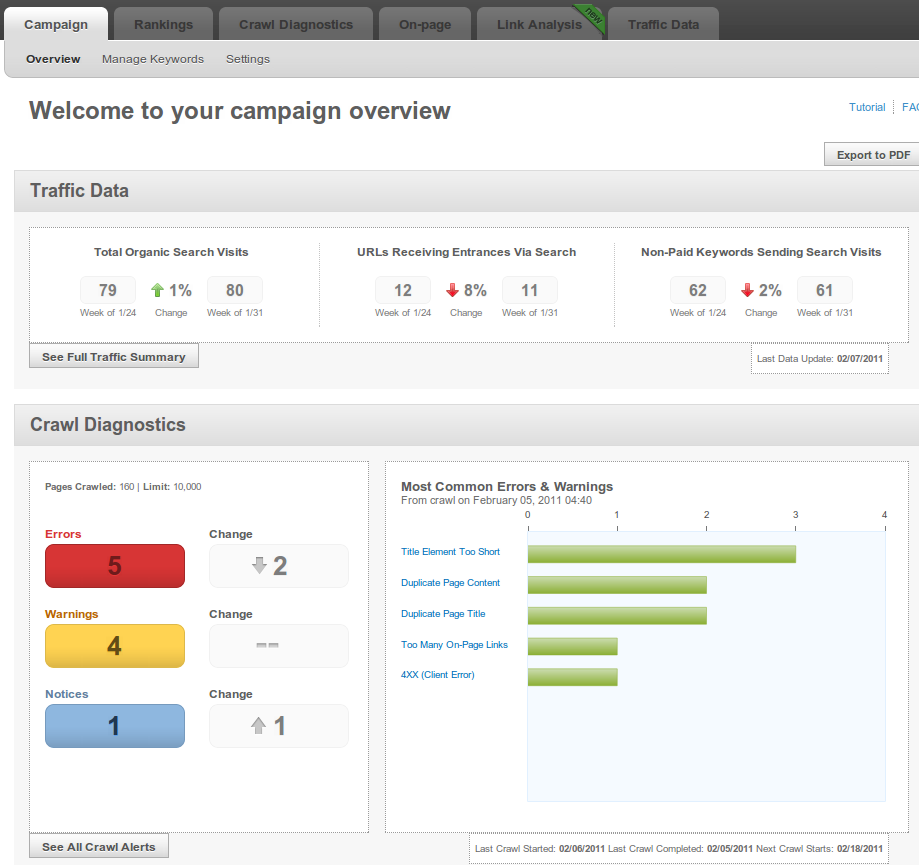 Campaign Rankings Crawl Diagnostics On-page Link Analysis new Traffic Data
Overview Manage Keywords Settings
Welcome to your campaign overview
Tutorial FAC
Export to PDF
Traffic Data
Total Organic Search Visits URLs Receiving Entrances Via Search Non-Paid Keywords Sending Search Visits
79 1% 80 12 8% 11 62 2% 61
Week of 1/24 Change Week of 1/31 Week of 1/24 Change Week of 1/31 Week of 1/24 Change Week of 1/31
See Full Traffic Summary
Last Data Update: 02/07/2011
Crawl Diagnostics
Pages Crawled: 160 | Limit: 10,000
Errors Change
5 2
Warnings Change
4 --
Notices Change
1 1
See All Crawl Alerts
Most Common Errors & Warnings
From crawl on February 05, 2011 04:40
0 1 2 3 4
Title Element Too Short
Duplicate Page Content
Duplicate Page Title
Too Many On-Page Links
4XX (Client Error)
Last Crawl Started: 02/06/2011 Last Crawl Completed: 02/05/2011 Next Crawl Starts: 02/18/2011